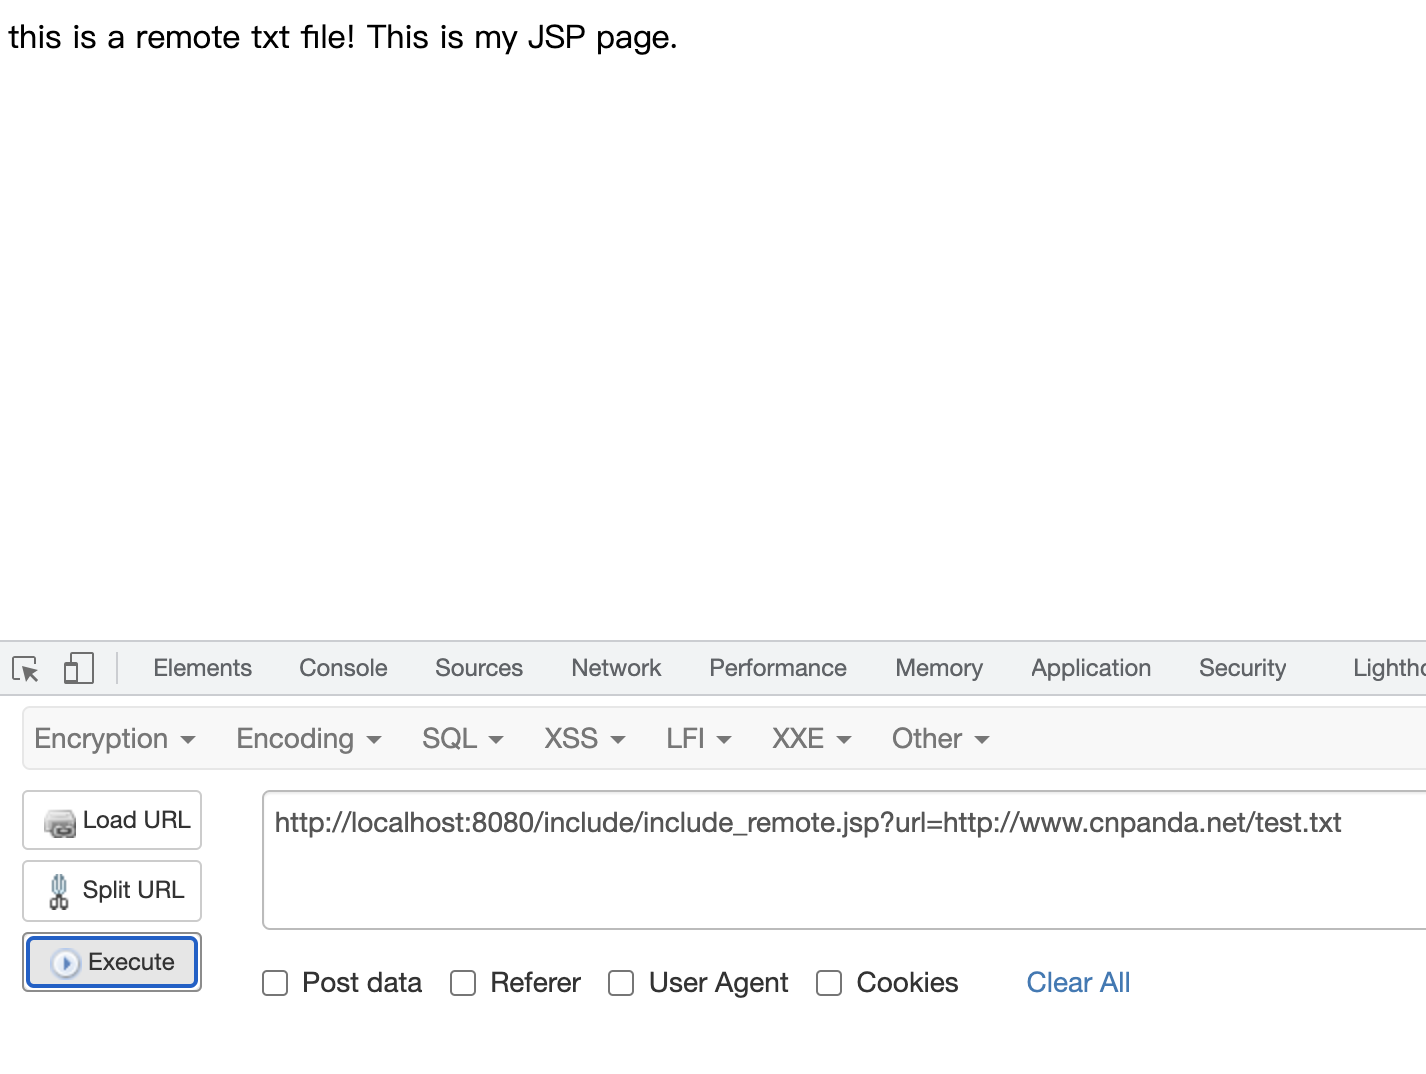 this is a remote txt file! This is my JSP page.
Elements Console Sources Network Performance Memory Application Security Lighthc
Encryption Encoding SQL XSS LFI XXE Other
Load URL
http://localhost:8080/include/include_remote.jsp?url=http://www.cnpanda.net/test.txt
Split URL
Execute
Post data Referer User Agent Cookies Clear All